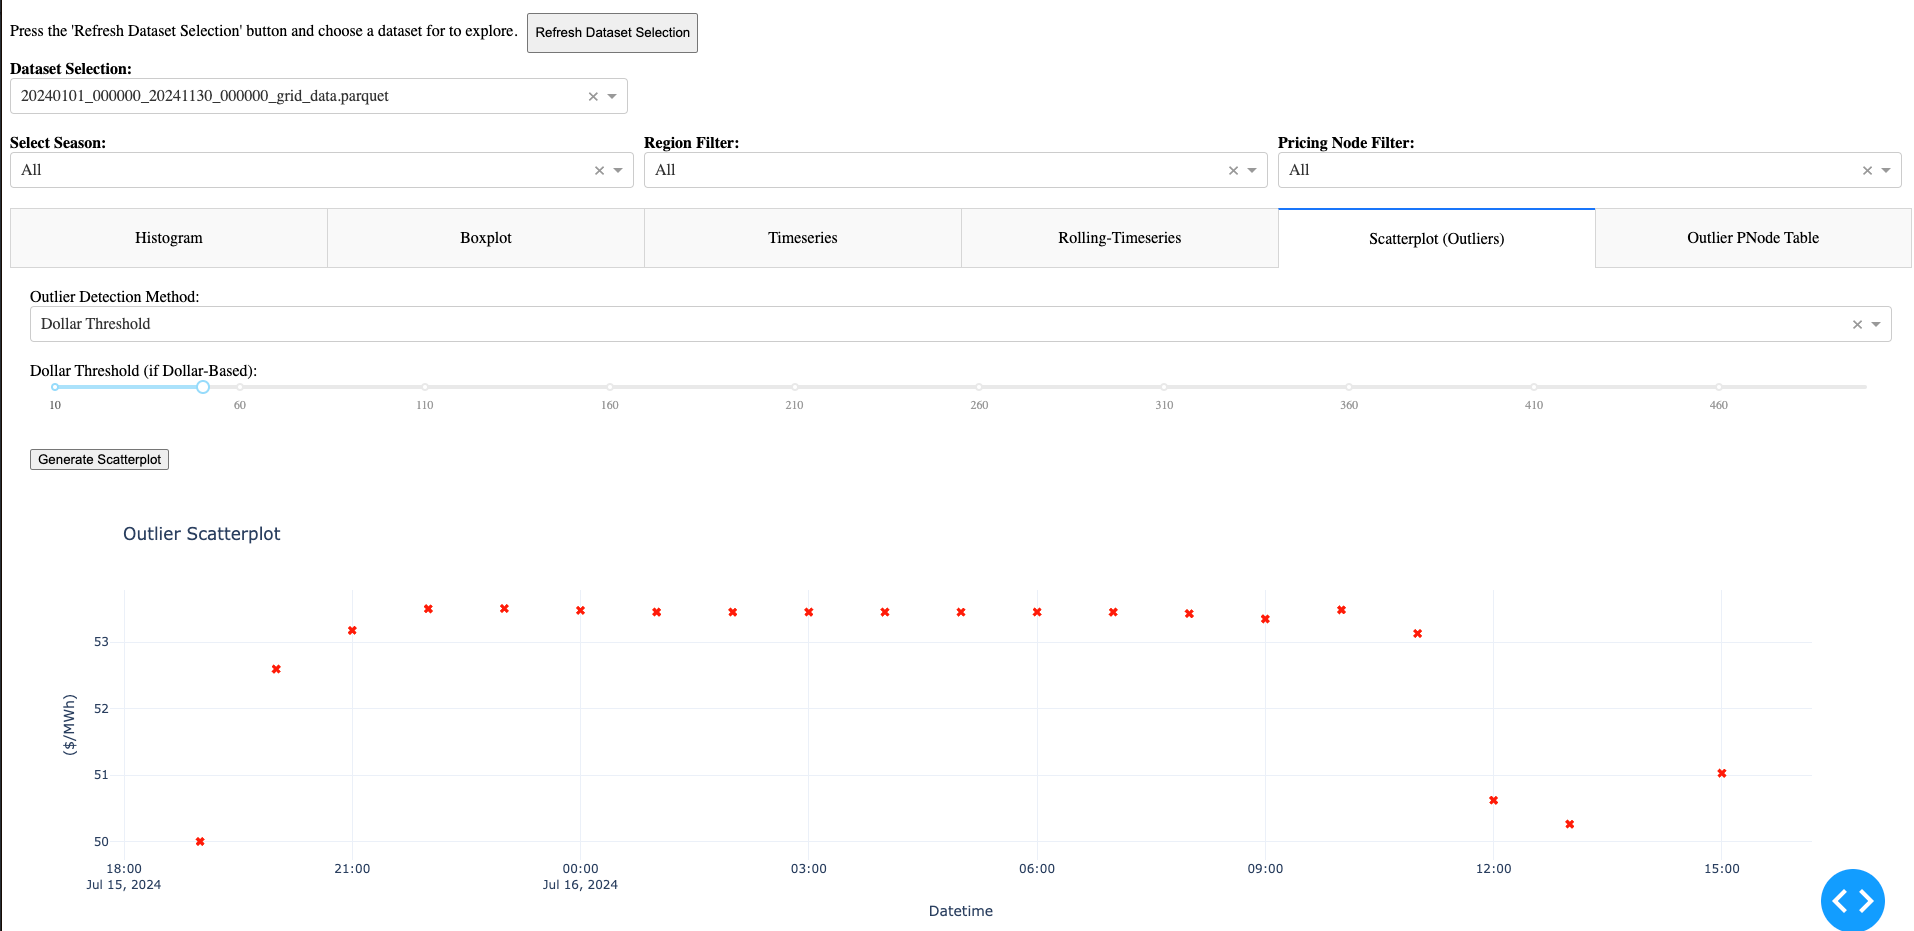 Press the 'Refresh Dataset Selection' button and choose a dataset for to explore. Refresh Dataset Selection
Dataset Selection:
20240101_000000_20241130_000000_grid_data.parquet
Select Season: Region Filter: Pricing Node Filter:
All All All
Histogram Boxplot Timeseries Rolling-Timeseries Scatterplot (Outliers) Outlier PNode Table
Outlier Detection Method:
Dollar Threshold
Dollar Threshold (if Dollar-Based):
10 60 110 160 210 260 310 360 410 460
Generate Scatterplot
Outlier Scatterplot
53
52
51
50
($/MWh)
18:00 21:00 00:00 03:00 06:00 09:00 12:00 15:00
Jul 15, 2024 Jul 16, 2024
Datetime